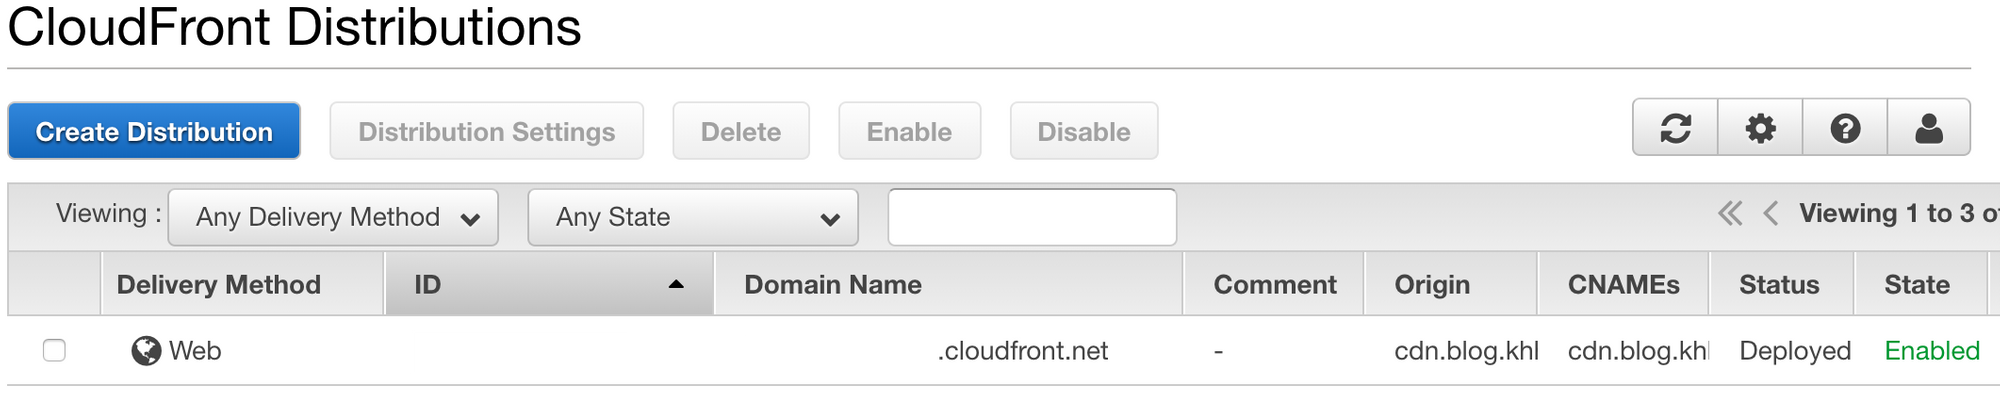 CloudFront Distributions
Create Distribution Distribution Settings Delete Enable Disable
Viewing : Any Delivery Method Any State Viewing 1 to 3 of
Delivery Method ID Domain Name Comment Origin CNAMEs Status State
Web .cloudfront.net - cdn.blog.khl cdn.blog.khl Deployed Enabled